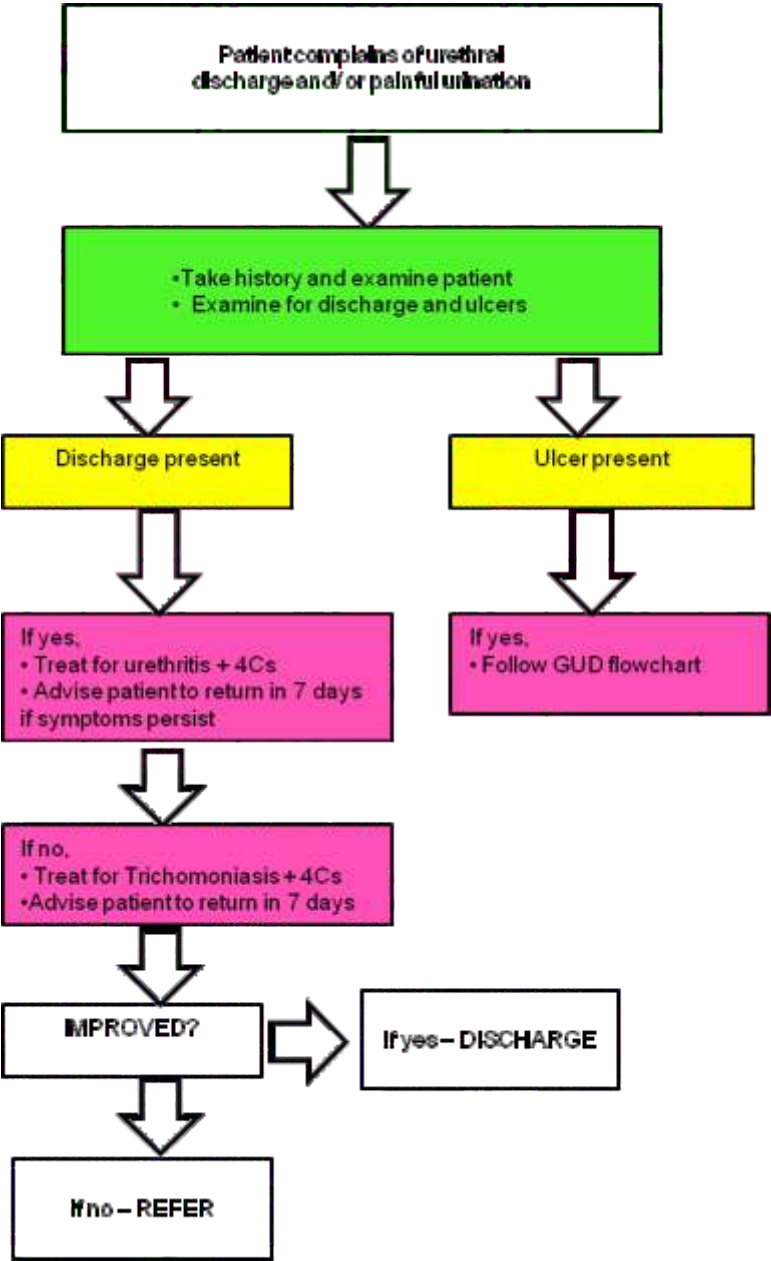 Patient complains of urethral
discharge and/ or painful urination
•Take history and examine patient
• Examine for discharge and ulcers
Discharge present
Ulcer present
If yes,
• Treat for urethritis + 4Cs
• Advise patient to return in 7 days
if symptoms persist
If yes,
• Follow GUD flowchart
If no,
• Treat for Trichomoniasis + 4Cs
•Advise patient to return in 7 days
IMPROVED?
If yes – DISCHARGE
If no – REFER